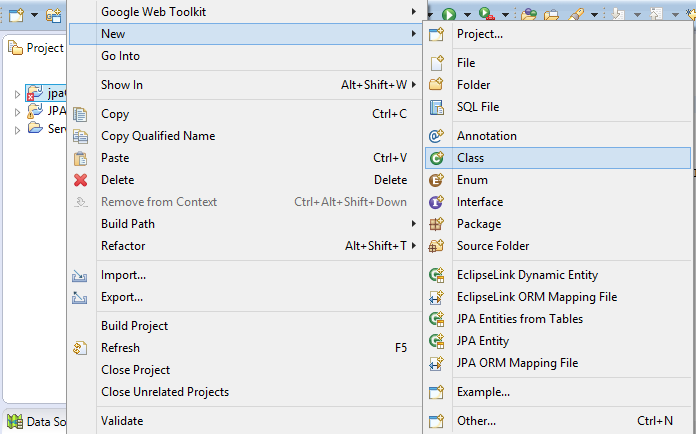 Project
jpa
JPA
Serv
Data So
Google Web Toolkit
New
Go Into
Show In Alt+Shift+W
Copy Ctrl+C
Copy Qualified Name
Paste Ctrl+V
Delete Delete
Remove from Context Ctrl+Alt+Shift+Down
Build Path
Refactor Alt+Shift+T
Import...
Export...
Build Project
Refresh F5
Close Project
Close Unrelated Projects
Validate
Project...
File
Folder
SQL File
Annotation
Class
Enum
Interface
Package
Source Folder
EclipseLink Dynamic Entity
EclipseLink ORM Mapping File
JPA Entities from Tables
JPA Entity
JPA ORM Mapping File
Example...
Other... Ctrl+N